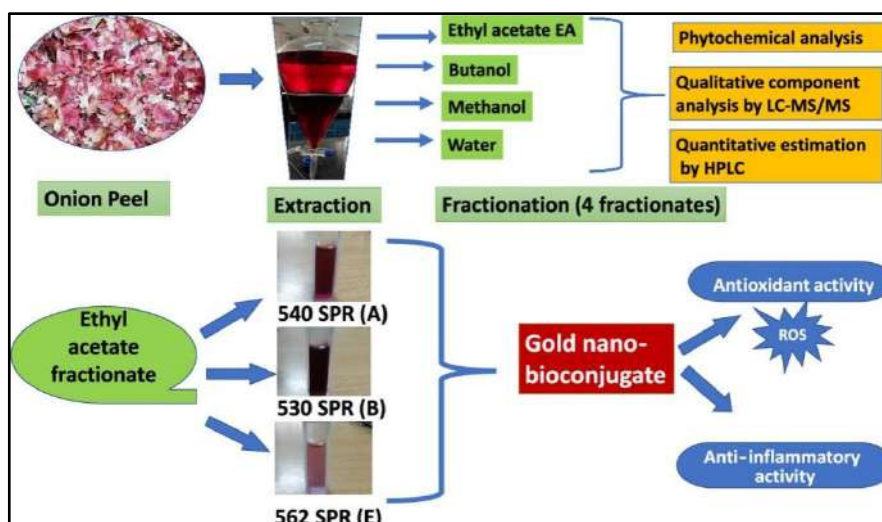 Ethyl acetate EA
Butanol
Methanol
Water
Phytochemical analysis
Qualitative component
analysis by LC-MS/MS
Quantitative estimation
by HPLC
Onion Peel
Extraction
Fractionation (4 fractionates)
Ethyl
acetate
fractionate
540 SPR (A)
530 SPR (B)
562 SPR (E)
Gold nano-
bioconjugate
Antioxidant activity
ROS
Anti-inflammatory
activity